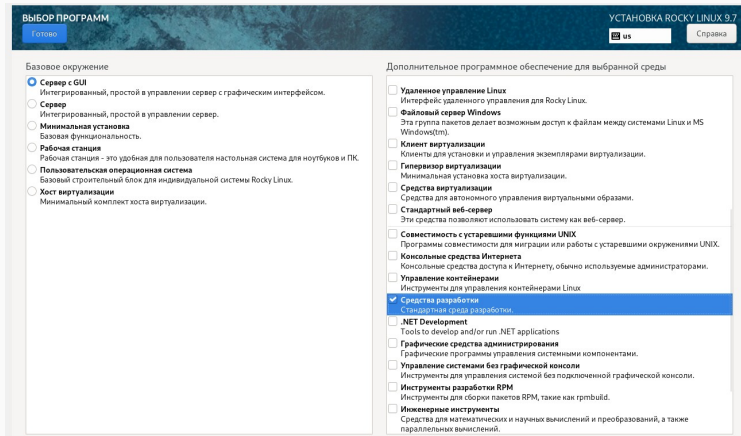 ВЫБОР ПРОГРАММ
Готово
УСТАНОВКА ROCKY LINUX 9.7
us
Справка
Базовое окружение
Сервер с GUI
Интегрированный, простой в управлении сервер с графическим интерфейсом.
Сервер
Интегрированный, простой в управлении сервер.
Минимальная установка
Базовая функциональность.
Рабочая станция
Рабочая станция - это удобная для пользователя настольная система для ноутбуков и ПК.
Пользовательская операционная система
Базовый строительный блок для индивидуальной системы Rocky Linux.
Хост виртуализации
Минимальный комплект хоста виртуализации.
Дополнительное программное обеспечение для выбранной среды
Удаленное управление Linux
Интерфейс удаленного управления для Rocky Linux.
Файловый сервер Windows
Эта группа пакетов делает возможным доступ к файлам между системами Linux и MS
Windows(tm).
Клиент виртуализации
Клиенты для установки и управления экземплярами виртуализации.
Гипервизор виртуализации
Минимальная установка хоста виртуализации.
Средства виртуализации
Средства для автономного управления виртуальными образами.
Стандартный веб-сервер
Эти средства позволяют использовать систему как веб-сервер.
Совместимость с устаревшими функциями UNIX
Программы совместимости для миграции или работы с устаревшими окружениями UNIX.
Консольные средства Интернета
Консольные средства доступа к Интернету, обычно используемые администраторами.
Управление контейнерами
Инструменты для управления контейнерами Linux
Средства разработки
Стандартная среда разработки.
.NET Development
Tools to develop and/or run .NET applications
Графические средства администрирования
Графические программы управления системными компонентами.
Управление системами без графической консоли
Инструменты для управления системой без подключенной графической консоли.
Инструменты разработки RPM
Инструменты для сборки пакетов RPM, такие как rpmbuild.
Инженерные инструменты
Средства для математических и научных вычислений и преобразований, а также
параллельных вычислений.